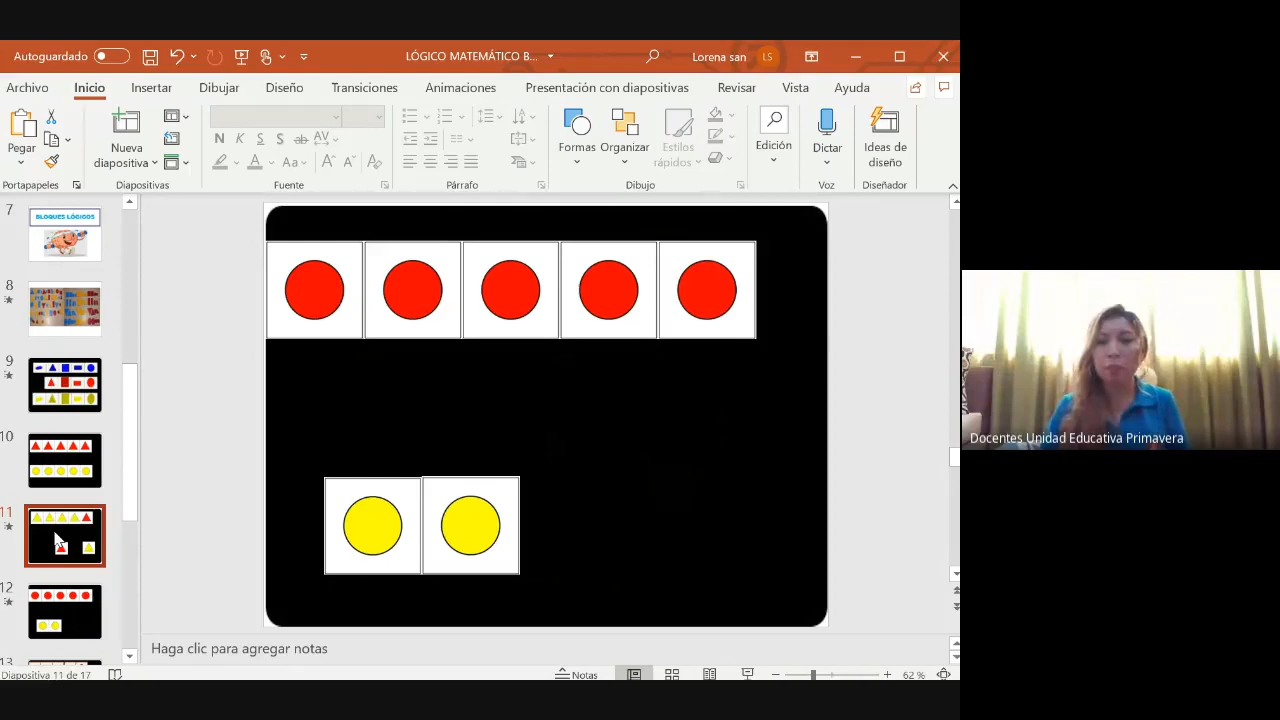 Autoguardado
LÓGICO MATEMÁTICO B...
Lorena san
LS
Archivo Inicio Insertar Dibujar Diseño Transiciones Animaciones Presentación con diapositivas Revisar Vista Ayuda
Pegar
Nueva diapositiva
N K S S ab AV
Aa A A
Formas Organizar Estilos rápidos
Edición
Dictar
Ideas de diseño
Portapapeles Diapositivas Fuente Párrafo Dibujo Voz Diseñador
7
BLOQUES LÓGICOS
8
9
10
11
12
13
Docentes Unidad Educativa Primavera
Haga clic para agregar notas
Diapositiva 11 de 17
Notas
62 %